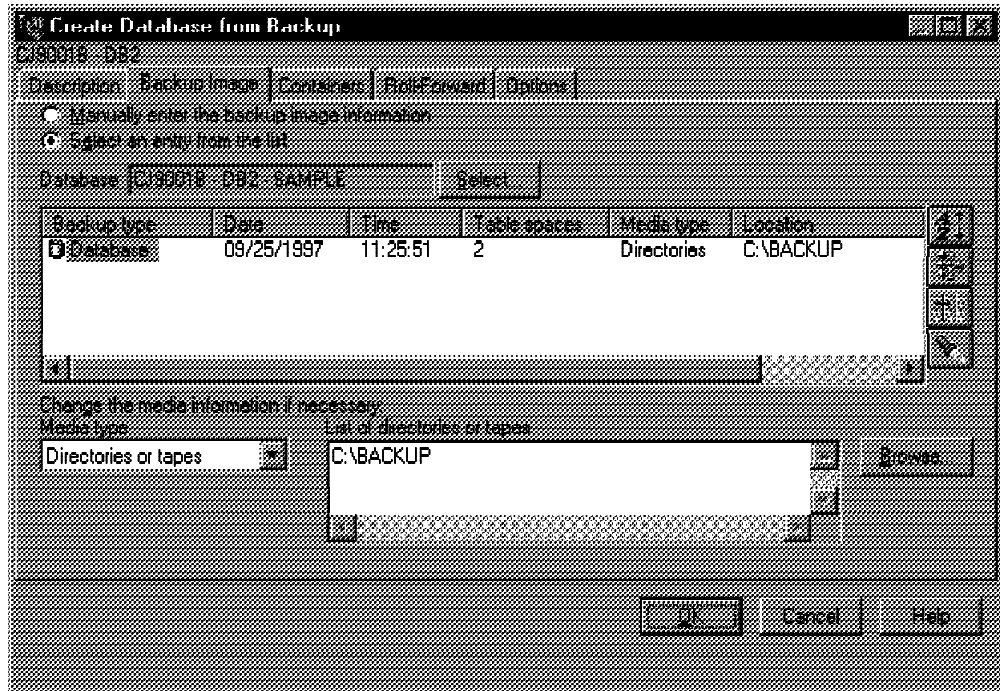 Create Database from Backup
CJ90019 - DB2
Description Backup Image Containers Roll-Forward Options
Manually enter the backup image information
Select an entry from the list
Database CJ90019 - DB2 - SAMPLE Select...
Backup type Date Time Table spaces Media type Location
Database 09/25/1997 11:25:51 2 Directories C:\BACKUP
Change the media information if necessary.
Media type List of directories or tapes
Directories or tapes C:\BACKUP Browse...
OK Cancel Help